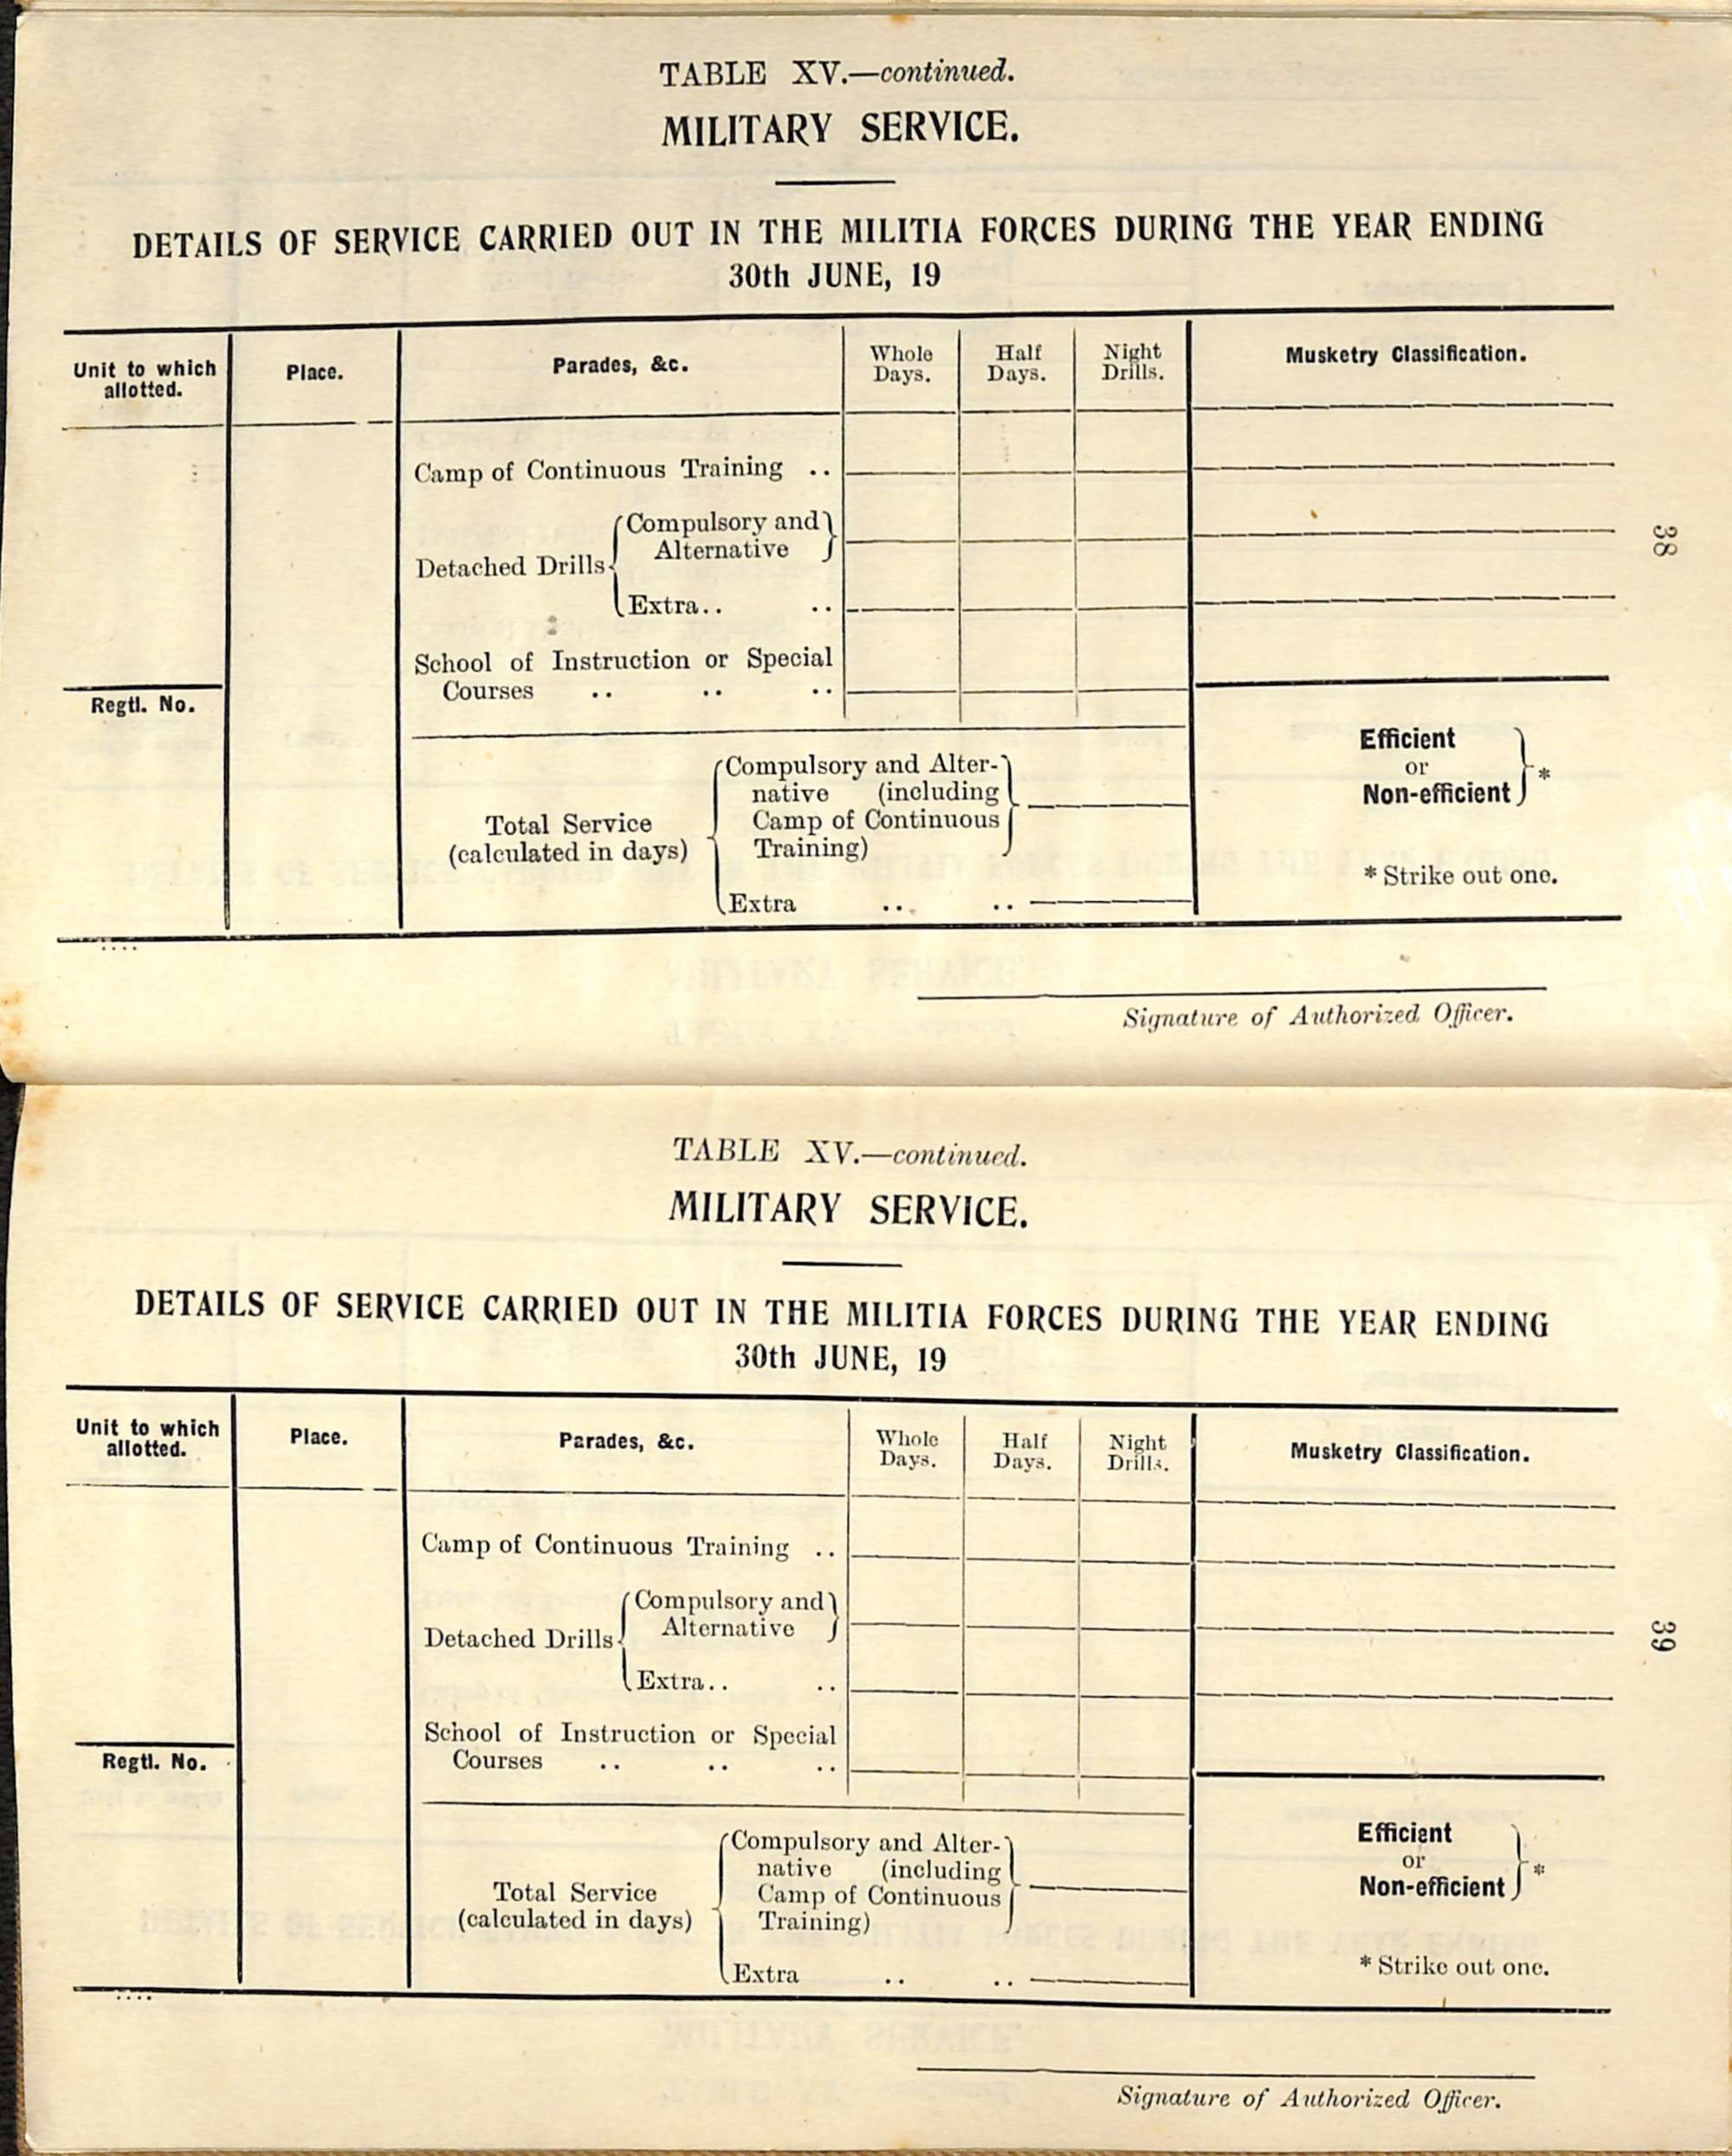 TABLE XV.—continued.
MILITARY SERVICE.
DETAILS OF SERVICE CARRIED OUT IN THE MILITIA FORCES DURING THE YEAR ENDING
30th JUNE, 19
Unit to which
allotted.
Place.
Parades, &c.
Whole
Days.
Half
Days.
Night
Drills.
Musketry Classification.
Camp of Continuous Training ..
Detached Drills
Compulsory and
Alternative
Extra.. ..
School of Instruction or Special
Courses .. .. ..
Regtl. No.
Total Service
(calculated in days)
Compulsory and Alter-
native (including
Camp of Continuous
Training)
Extra .. ..
Efficient
or
Non-efficient
*
* Strike out one.
Signature of Authorized Officer.
38
TABLE XV.—continued.
MILITARY SERVICE.
DETAILS OF SERVICE CARRIED OUT IN THE MILITIA FORCES DURING THE YEAR ENDING
30th JUNE, 19
Unit to which
allotted.
Place.
Parades, &c.
Whole
Days.
Half
Days.
Night
Drills.
Musketry Classification.
Camp of Continuous Training ..
Detached Drills
Compulsory and
Alternative
Extra.. ..
School of Instruction or Special
Courses .. .. ..
Regtl. No.
Total Service
(calculated in days)
Compulsory and Alter-
native (including
Camp of Continuous
Training)
Extra .. ..
Efficient
or
Non-efficient
*
* Strike out one.
Signature of Authorized Officer.
39